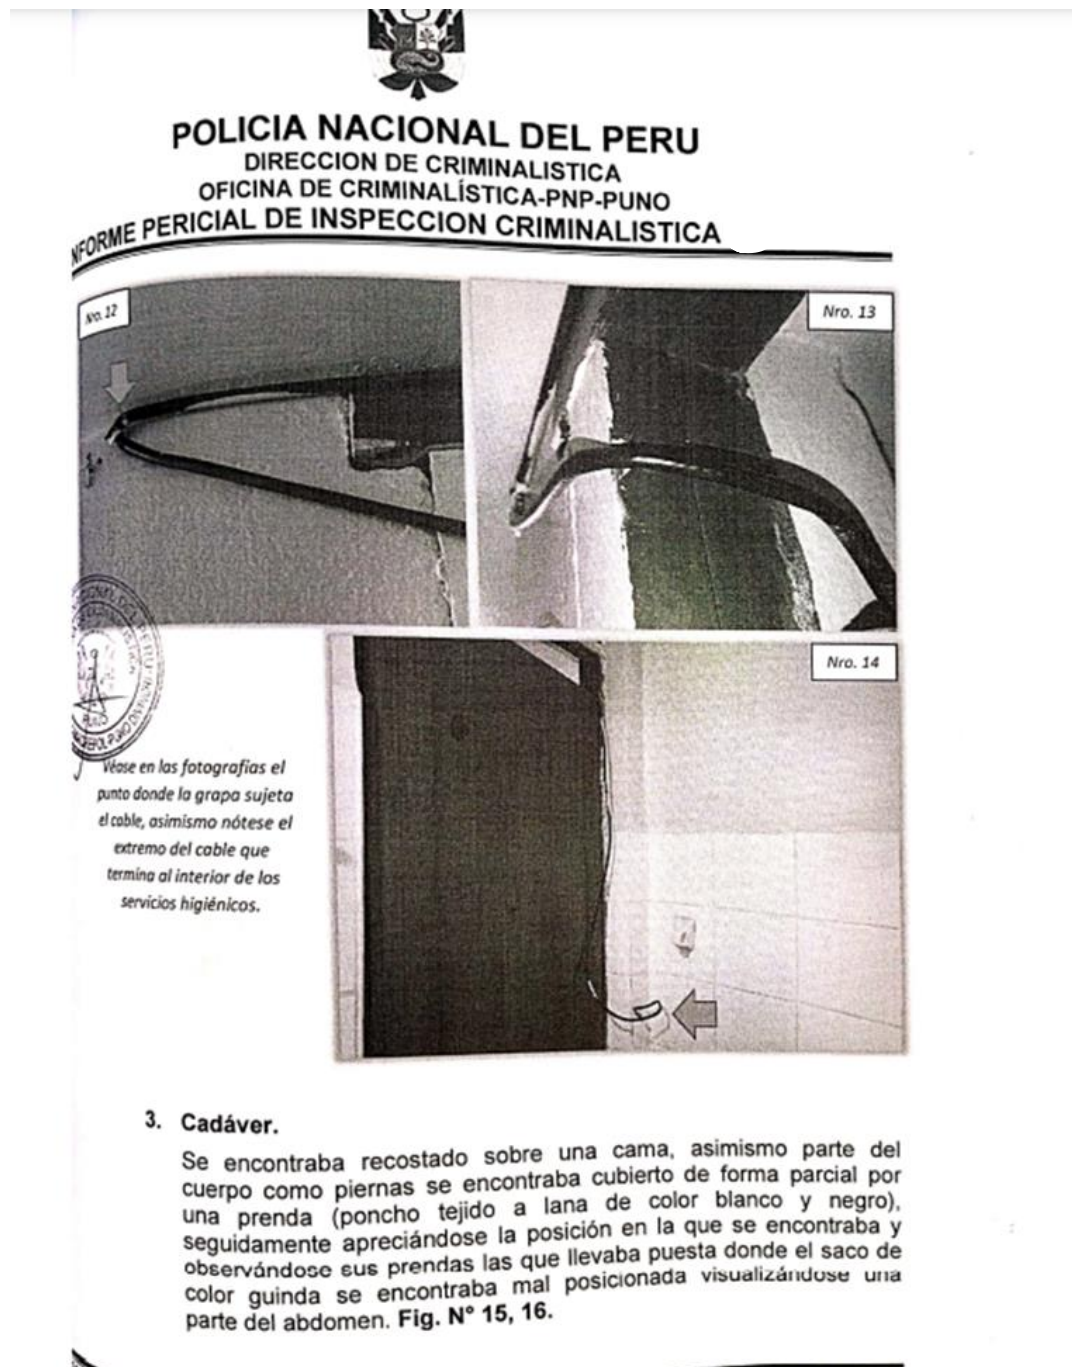 POLICIA NACIONAL DEL PERU
DIRECCION DE CRIMINALISTICA
OFICINA DE CRIMINALÍSTICA-PNP-PUNO
NFORME PERICIAL DE INSPECCION CRIMINALISTICA
Nro. 12
Nro. 13
Nro. 14
PUNO
Véase en las fotografías el
punto donde la grapa sujeta
el cable, asimismo nótese el
extremo del cable que
termina al interior de los
servicios higiénicos.
3. Cadáver.
Se encontraba recostado sobre una cama, asimismo parte del
cuerpo como piernas se encontraba cubierto de forma parcial por
una prenda (poncho tejido a lana de color blanco y negro),
seguidamente apreciándose la posición en la que se encontraba y
observándose sus prendas las que llevaba puesta donde el saco de
color guinda se encontraba mal posicionada visualizándose una
parte del abdomen. Fig. N° 15, 16.